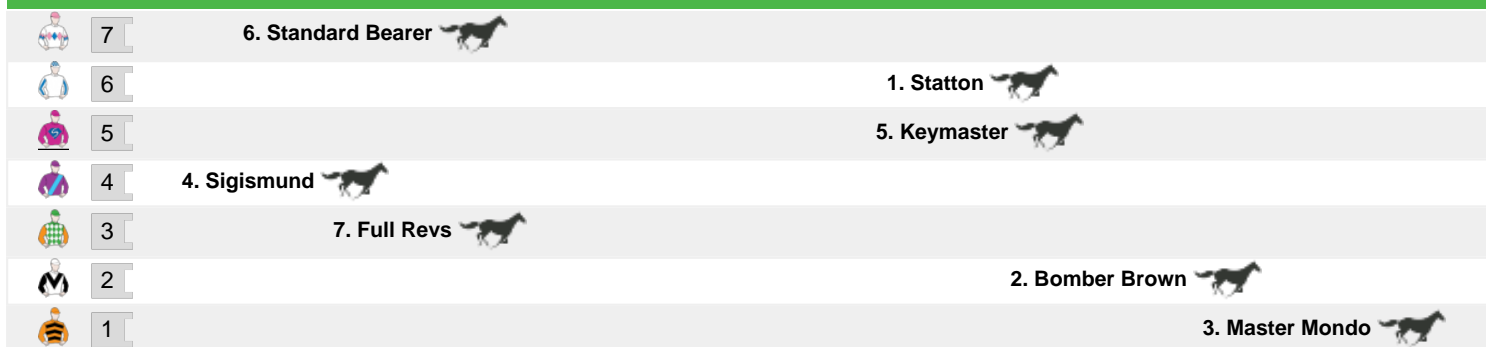 7 6. Standard Bearer
6 1. Statton
5 5. Keymaster
4 4. Sigismund
3 7. Full Revs
2 2. Bomber Brown
1 3. Master Mondo